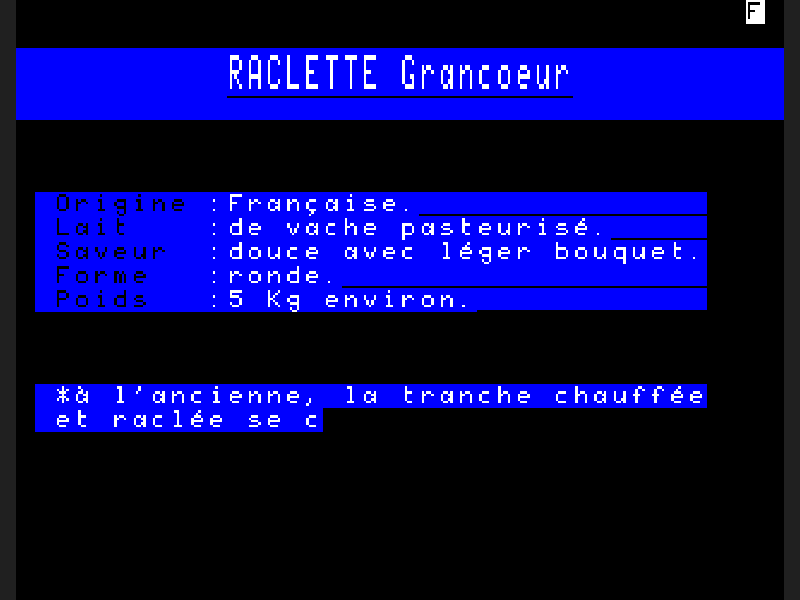 F
RACLETTE Grancoeur
Origine :Française.
Lait :de vache pasteurisé.
Saveur :douce avec léger bouquet.
Forme :ronde.
Poids :5 Kg environ.
*à l'ancienne, la tranche chauffée
et raclée se c